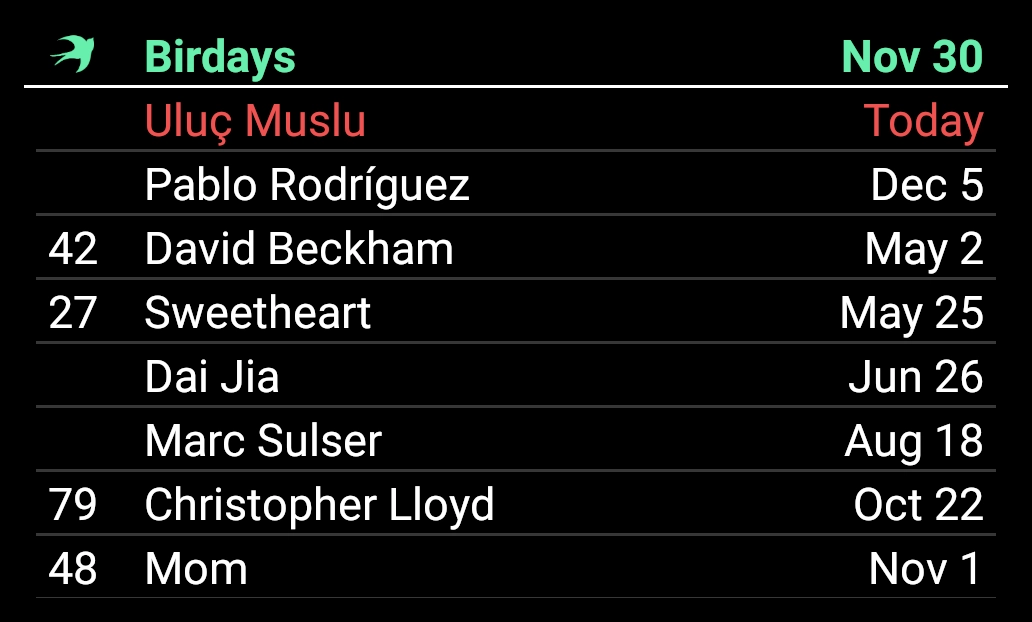 Birdays Nov 30
Uluç Muslu Today
Pablo Rodríguez Dec 5
42 David Beckham May 2
27 Sweetheart May 25
Dai Jia Jun 26
Marc Sulser Aug 18
79 Christopher Lloyd Oct 22
48 Mom Nov 1